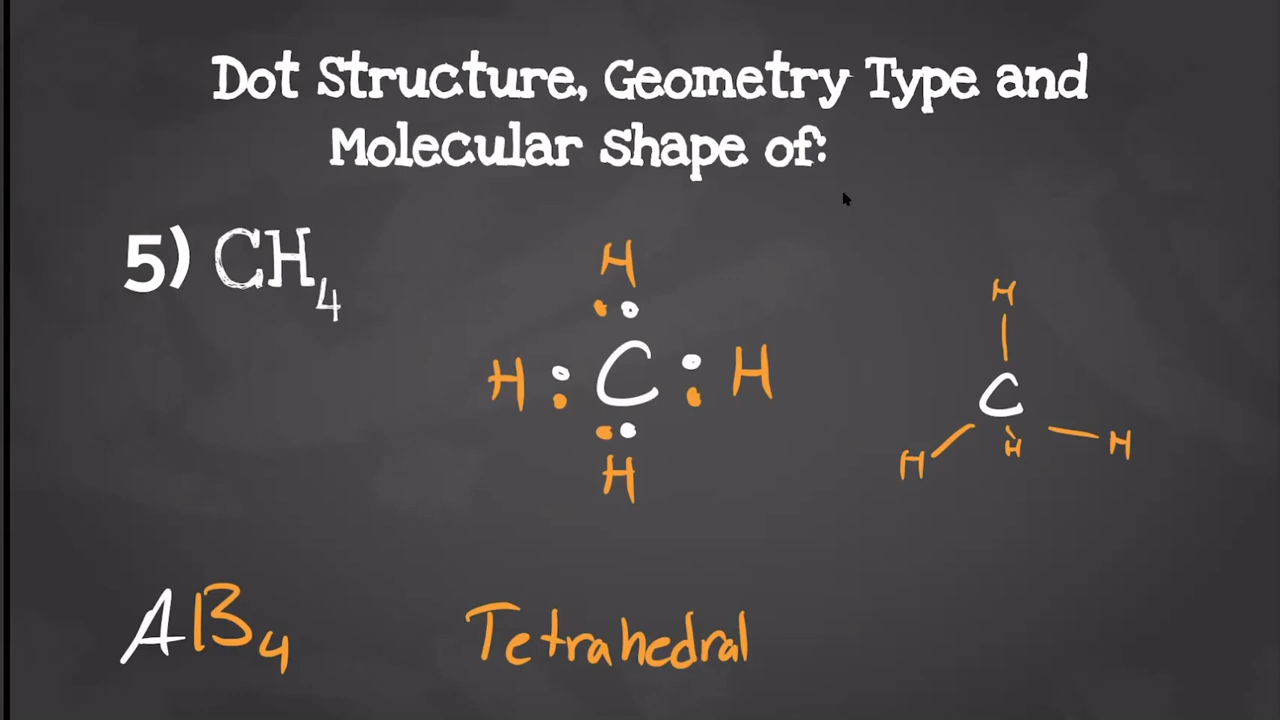 Dot Structure, Geometry Type and
Molecular Shape of:
5) CH₄
H
H : C : H
H
H
C
H H H
AB₄ Tetrahedral